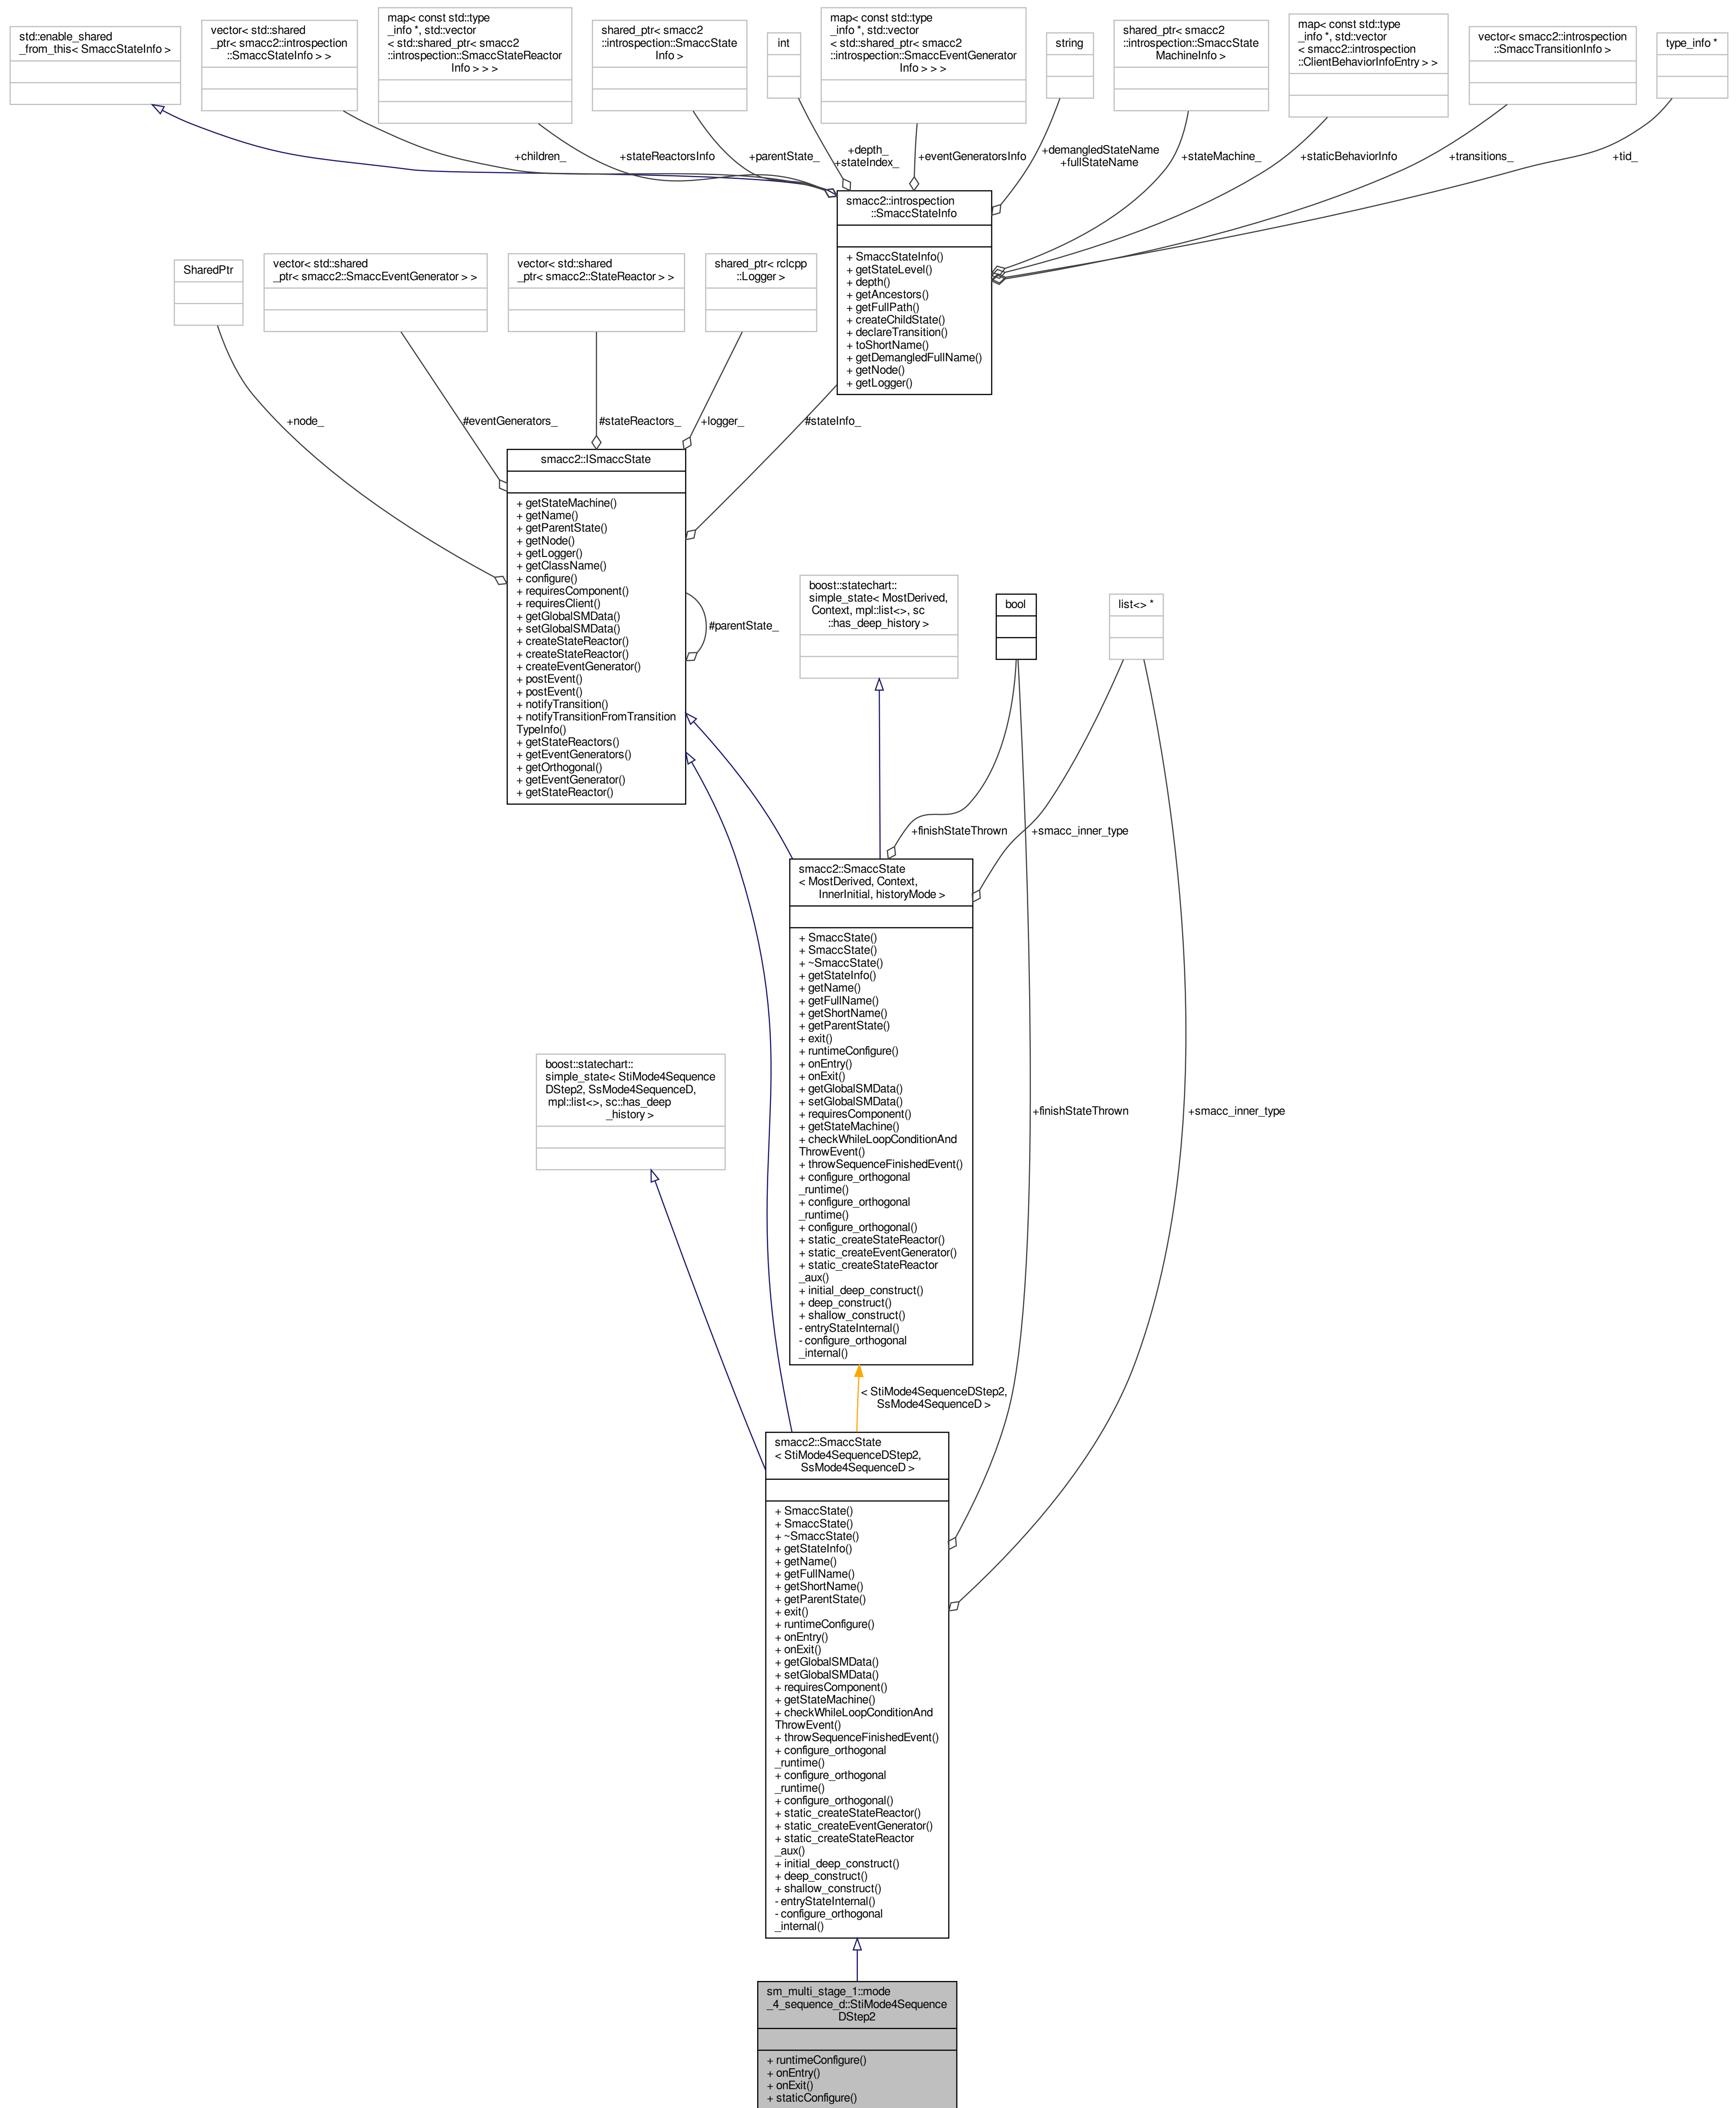 std::enable_shared
_from_this< SmaccStateInfo >
vector< std::shared
_ptr< smacc2::introspection
::SmaccStateInfo > >
map< const std::type
_info *, std::vector
< std::shared_ptr< smacc2
::introspection::SmaccStateReactor
Info > > >
shared_ptr< smacc2
::introspection::SmaccState
Info >
int
map< const std::type
_info *, std::vector
< std::shared_ptr< smacc2
::introspection::SmaccEventGenerator
Info > > >
string
shared_ptr< smacc2
::introspection::SmaccState
MachineInfo >
map< const std::type
_info *, std::vector
< smacc2::introspection
::ClientBehaviorInfoEntry > >
vector< smacc2::introspection
::SmaccTransitionInfo >
type_info *
+children_
+stateReactorsInfo
+parentState_
+depth_
+stateIndex_
+eventGeneratorsInfo
+demangledStateName
+fullStateName
+stateMachine_
+staticBehaviorInfo
+transitions_
+tid_
smacc2::introspection
::SmaccStateInfo
+ SmaccStateInfo()
+ getStateLevel()
+ depth()
+ getAncestors()
+ getFullPath()
+ createChildState()
+ declareTransition()
+ toShortName()
+ getDemangledFullName()
+ getNode()
+ getLogger()
SharedPtr
vector< std::shared
_ptr< smacc2::SmaccEventGenerator > >
vector< std::shared
_ptr< smacc2::StateReactor > >
shared_ptr< rclcpp
::Logger >
+node_
#eventGenerators_
#stateReactors_
+logger_
#stateInfo_
smacc2::ISmaccState
+ getStateMachine()
+ getName()
+ getParentState()
+ getNode()
+ getLogger()
+ getClassName()
+ configure()
+ requiresComponent()
+ requiresClient()
+ getGlobalSMData()
+ setGlobalSMData()
+ createStateReactor()
+ createStateReactor()
+ createEventGenerator()
+ postEvent()
+ postEvent()
+ notifyTransition()
+ notifyTransitionFromTransition
TypeInfo()
+ getStateReactors()
+ getEventGenerators()
+ getOrthogonal()
+ getEventGenerator()
+ getStateReactor()
#parentState_
boost::statechart::
simple_state< MostDerived,
Context, mpl::list<>, sc
::has_deep_history >
bool
list<> *
+finishStateThrown
+smacc_inner_type
smacc2::SmaccState
< MostDerived, Context,
InnerInitial, historyMode >
+ SmaccState()
+ SmaccState()
+ ~SmaccState()
+ getStateInfo()
+ getName()
+ getFullName()
+ getShortName()
+ getParentState()
+ exit()
+ runtimeConfigure()
+ onEntry()
+ onExit()
+ getGlobalSMData()
+ setGlobalSMData()
+ requiresComponent()
+ getStateMachine()
+ checkWhileLoopConditionAnd
ThrowEvent()
+ throwSequenceFinishedEvent()
+ configure_orthogonal
_runtime()
+ configure_orthogonal
_runtime()
+ configure_orthogonal()
+ static_createStateReactor()
+ static_createEventGenerator()
+ static_createStateReactor
_aux()
+ initial_deep_construct()
+ deep_construct()
+ shallow_construct()
- entryStateInternal()
- configure_orthogonal
_internal()
boost::statechart::
simple_state< StiMode4Sequence
DStep2, SsMode4SequenceD,
mpl::list<>, sc::has_deep
_history >
+finishStateThrown
+smacc_inner_type
< StiMode4SequenceDStep2,
SsMode4SequenceD >
smacc2::SmaccState
< StiMode4SequenceDStep2,
SsMode4SequenceD >
+ SmaccState()
+ SmaccState()
+ ~SmaccState()
+ getStateInfo()
+ getName()
+ getFullName()
+ getShortName()
+ getParentState()
+ exit()
+ runtimeConfigure()
+ onEntry()
+ onExit()
+ getGlobalSMData()
+ setGlobalSMData()
+ requiresComponent()
+ getStateMachine()
+ checkWhileLoopConditionAnd
ThrowEvent()
+ throwSequenceFinishedEvent()
+ configure_orthogonal
_runtime()
+ configure_orthogonal
_runtime()
+ configure_orthogonal()
+ static_createStateReactor()
+ static_createEventGenerator()
+ static_createStateReactor
_aux()
+ initial_deep_construct()
+ deep_construct()
+ shallow_construct()
- entryStateInternal()
- configure_orthogonal
_internal()
sm_multi_stage_1::mode
_4_sequence_d::StiMode4Sequence
DStep2
+ runtimeConfigure()
+ onEntry()
+ onExit()
+ staticConfigure()